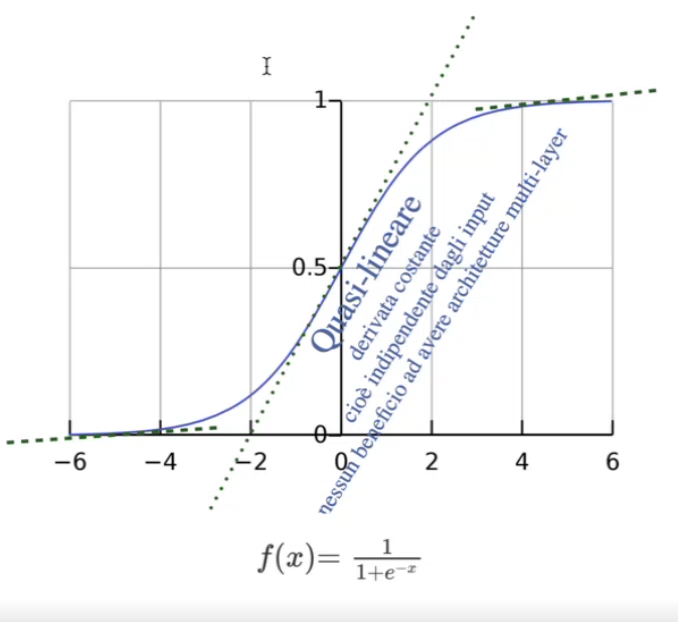 1
0.5
0
−6 −4 −2 0 2 4 6
Quasi-lineare
derivata costante
cioè indipendente dagli input
nessun beneficio ad avere architetture multi-layer
f(x)= 1/1+e^−x